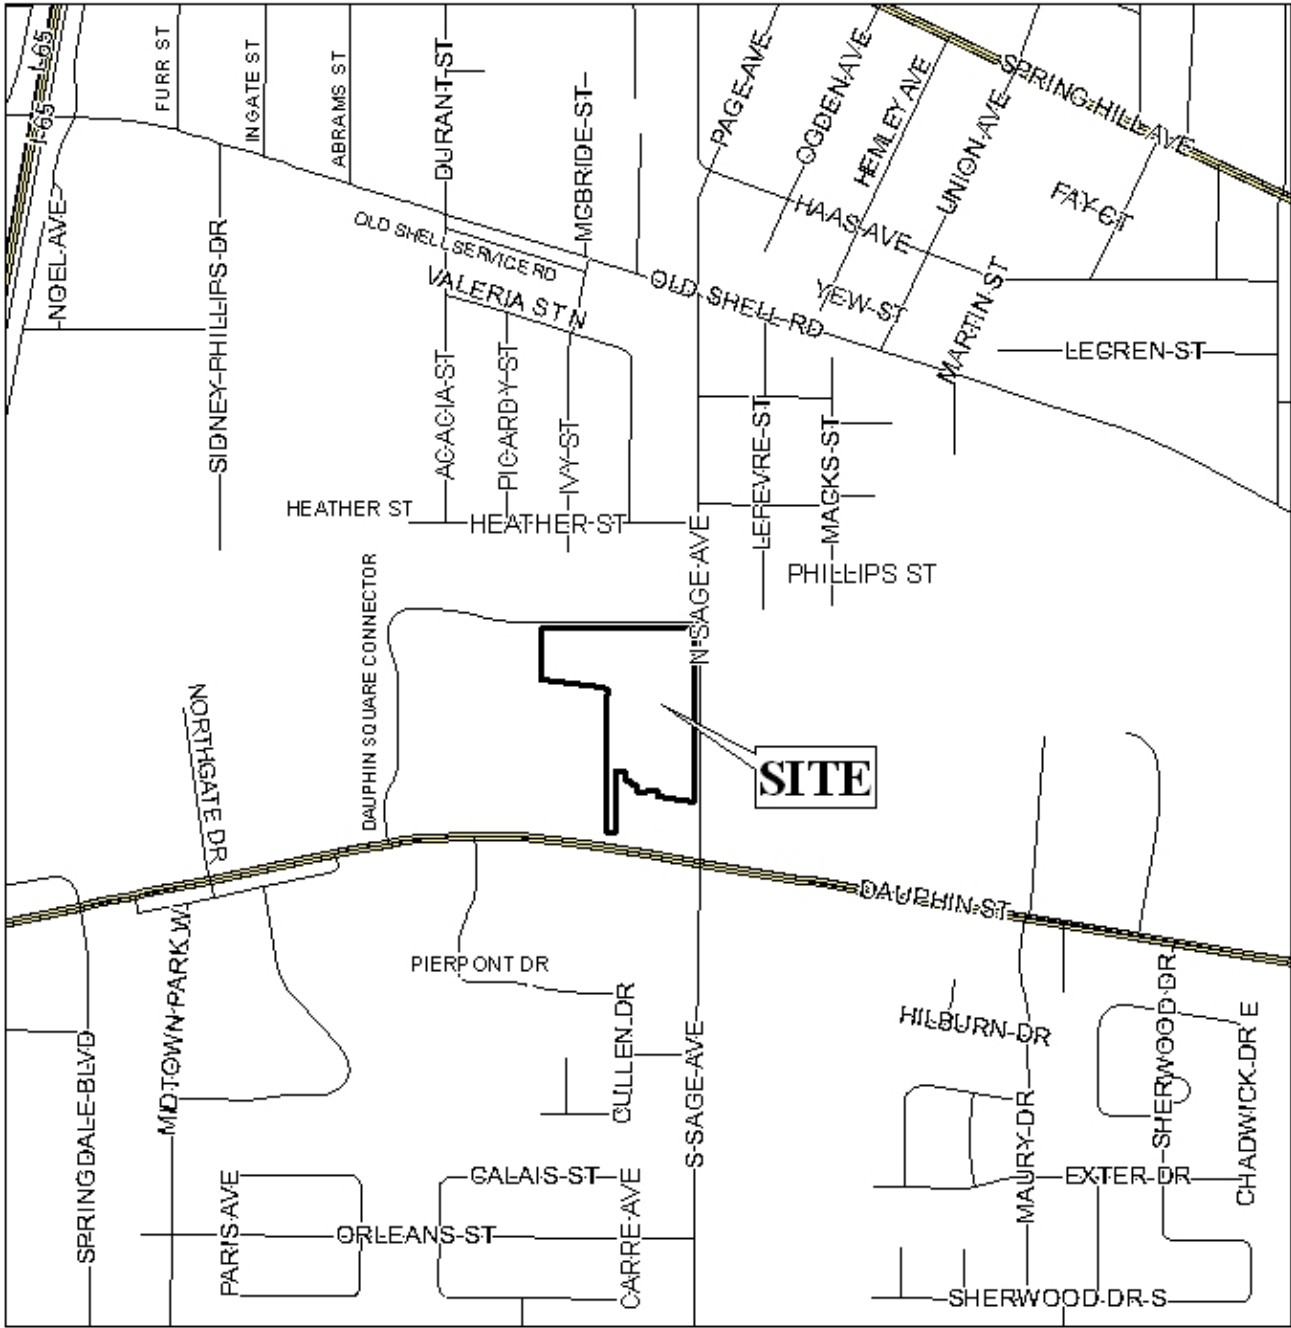 I-65
I-65
FURR ST
INGATE ST
ABRAMS ST
DURANT ST
MCBRIDE ST
PAGE AVE
OGDEN AVE
HEMLEY AVE
UNION AVE
SPRING HILL AVE
FAY CT
HAAS AVE
NOEL AVE
SIDNEY PHILLIPS DR
OLD SHELL SERVICE RD
VALERIA ST N
OLD SHELL RD
YEW ST
MARTIN ST
LEGREN ST
ACACIA ST
PICARDY ST
IVY ST
LEFEVRE ST
MACKS ST
HEATHER ST
HEATHER ST
N SAGE AVE
PHILLIPS ST
DAUPHIN SQUARE CONNECTOR
NORTHGATE DR
SITE
DAUPHIN ST
MIDTOWN PARK W
PIERPONT DR
CULLEN DR
S SAGE AVE
HILBURN DR
SHERWOOD DR
CHADWICK DR E
SPRINGDALE BLVD
MAURY DR
EXTER DR
PARIS AVE
CALAIS ST
ORLEANS ST
CARRE AVE
SHERWOOD DR S